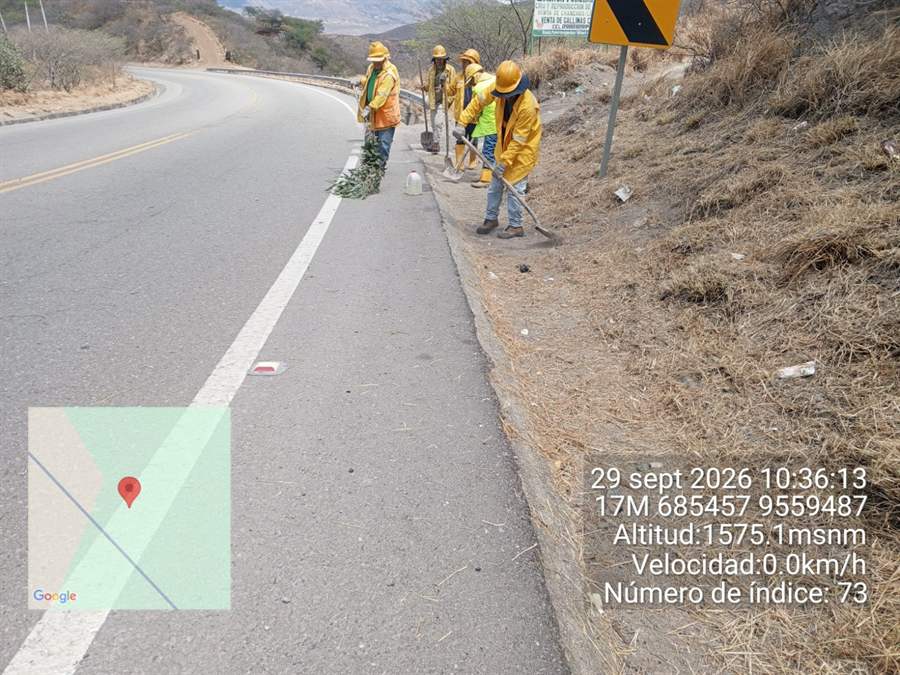 VENTA DE GALLINAS C
29 sept 2026 10:36:13
17M 685457 9559487
Altitud:1575.1msnm
Velocidad:0.0km/h
Número de índice: 73
Google